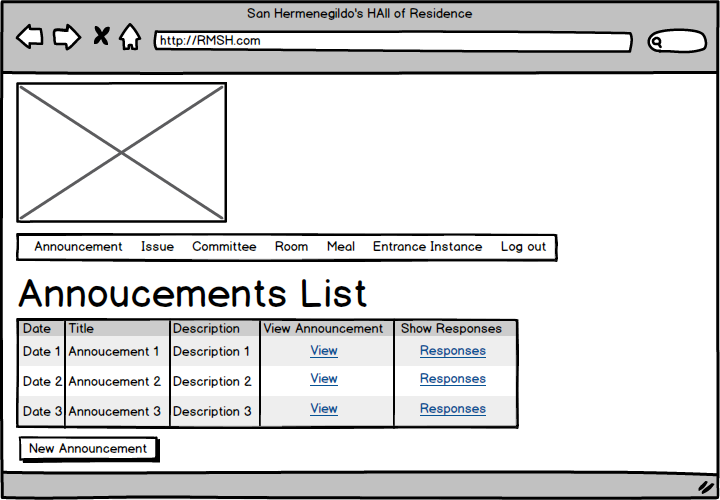 San Hermenegildo's HAll of Residence
http://RMSH.com
Announcement Issue Committee Room Meal Entrance Instance Log out
Annoucements List
Date Title Description View Announcement Show Responses
Date 1 Annoucement 1 Description 1 View Responses
Date 2 Annoucement 2 Description 2 View Responses
Date 3 Annoucement 3 Description 3 View Responses
New Announcement